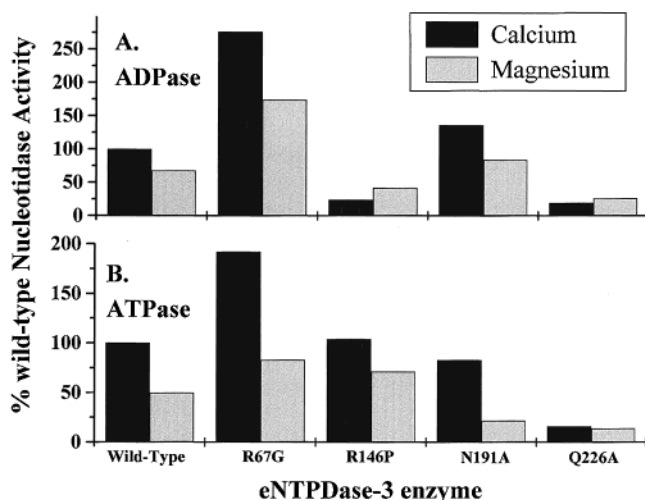 % wild-type Nucleotidase Activity
A.
ADPase
Calcium
Magnesium
250
200
150
100
50
0
B.
ATPase
200
150
100
50
0
Wild-Type R67G R146P N191A Q226A
eNTPDase-3 enzyme